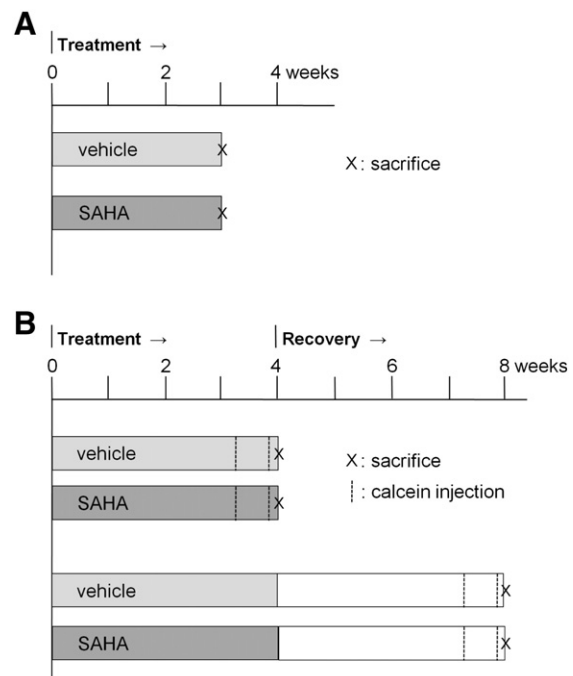 A
Treatment →
0 2 4 weeks
vehicle
X : sacrifice
SAHA
B
Treatment → Recovery →
0 2 4 6 8 weeks
vehicle
X : sacrifice
SAHA
: calcein injection
vehicle
SAHA